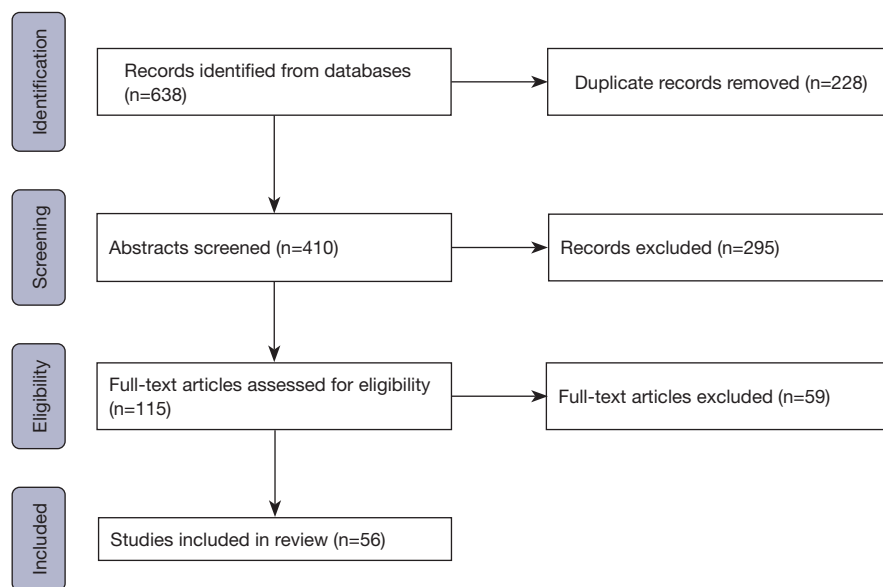 Identification
Records identified from databases
(n=638)
Duplicate records removed (n=228)
Screening
Abstracts screened (n=410)
Records excluded (n=295)
Eligibility
Full-text articles assessed for eligibility
(n=115)
Full-text articles excluded (n=59)
Included
Studies included in review (n=56)